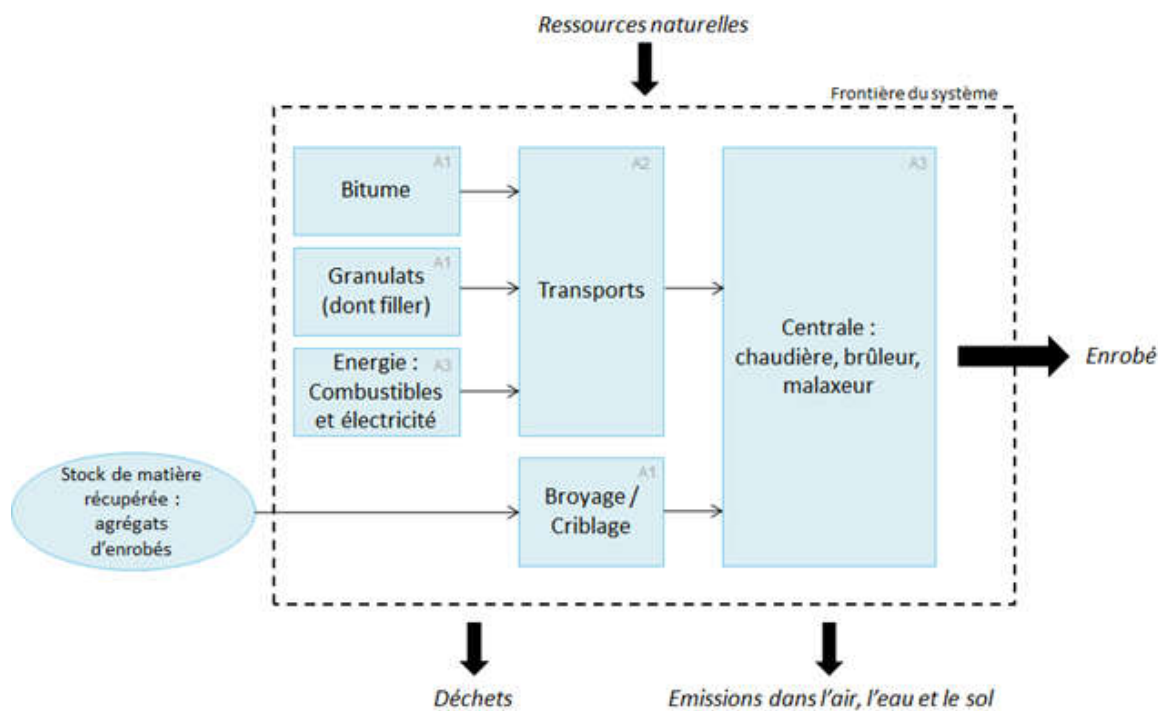 Ressources naturelles
Frontière du système
A1
Bitume
A1
Granulats
(dont filler)
A3
Energie :
Combustibles
et électricité
A2
Transports
A3
Centrale :
chaudière, brûleur,
malaxeur
Enrobé
Stock de matière
récupérée :
agrégats
d'enrobés
A1
Broyage /
Criblage
Déchets
Emissions dans l'air, l'eau et le sol